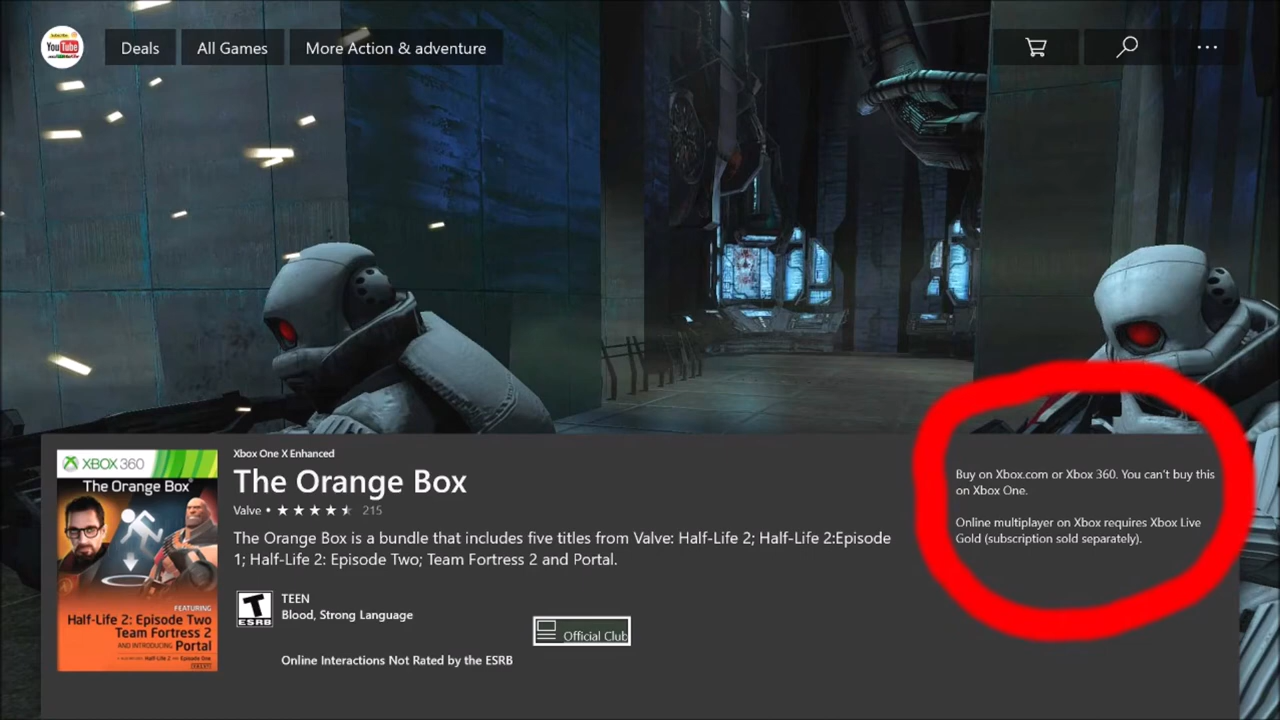 You Tube
Deals
All Games
More Action & adventure
XBOX 360
The Orange Box
FEATURING
Half-Life 2: Episode Two
Team Fortress 2
AND INTRODUCING Portal
Xbox One X Enhanced
The Orange Box
Valve • 215
The Orange Box is a bundle that includes five titles from Valve: Half-Life 2; Half-Life 2:Episode
1; Half-Life 2: Episode Two; Team Fortress 2 and Portal.
T
ESRB
TEEN
Blood, Strong Language
Official Club
Online Interactions Not Rated by the ESRB
Buy on Xbox.com or Xbox 360. You can't buy this
on Xbox One.
Online multiplayer on Xbox requires Xbox Live
Gold (subscription sold separately).